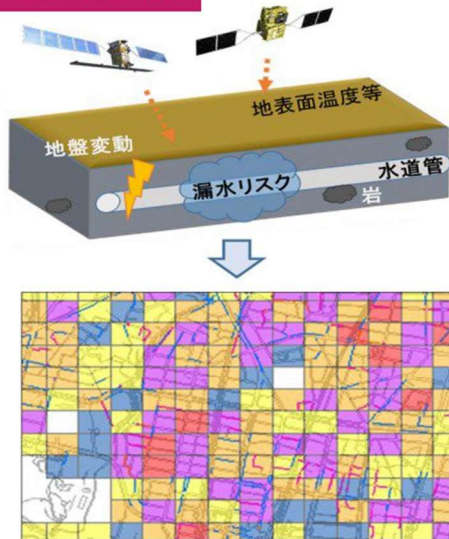 地表面温度等
地盤変動
水道管
漏水リスク
岩